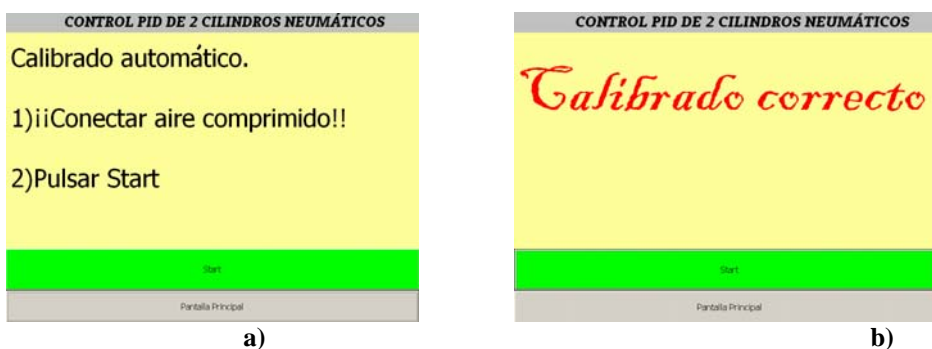 CONTROL PID DE 2 CILINDROS NEUMÁTICOS
Calibrado automático.
1)¡¡Conectar aire comprimido!!
2)Pulsar Start
Start
Pantalla Principal
a)
CONTROL PID DE 2 CILINDROS NEUMÁTICOS
Calibrado correcto
Start
Pantalla Principal
b)